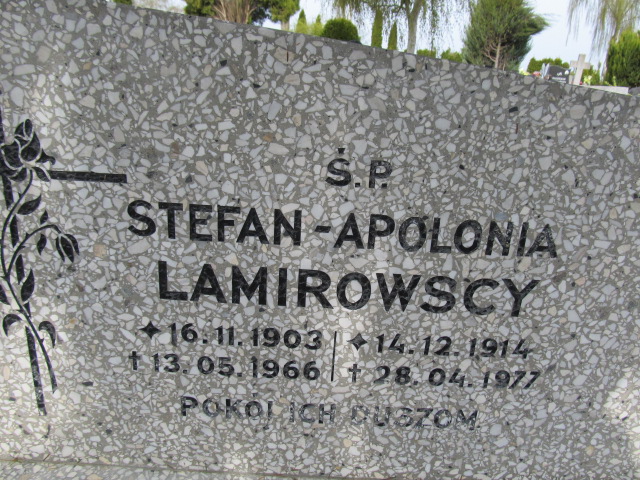 Ś.P.
STEFAN-APOLONIA
LAMIROWSCY
✦16.11.1903 | ✦14.12.1914
†13.05.1966 | †28.04.1977
POKÓJ ICH DUSZOM